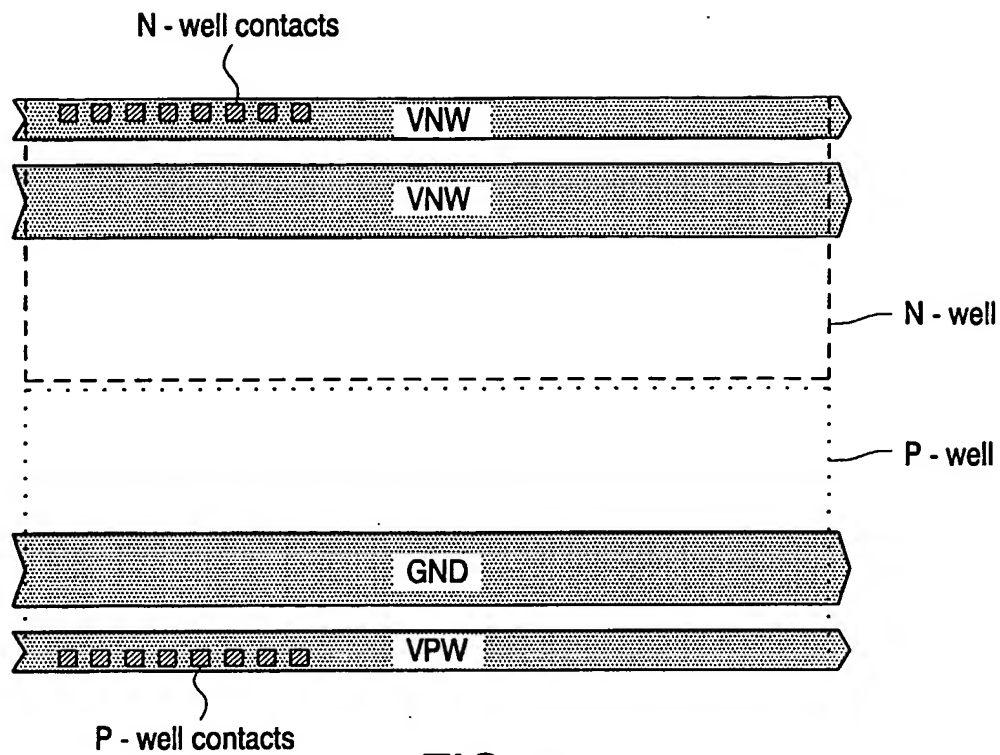 N - well contacts
VNW
VNW
N - well
P - well
GND
VPW
P - well contacts